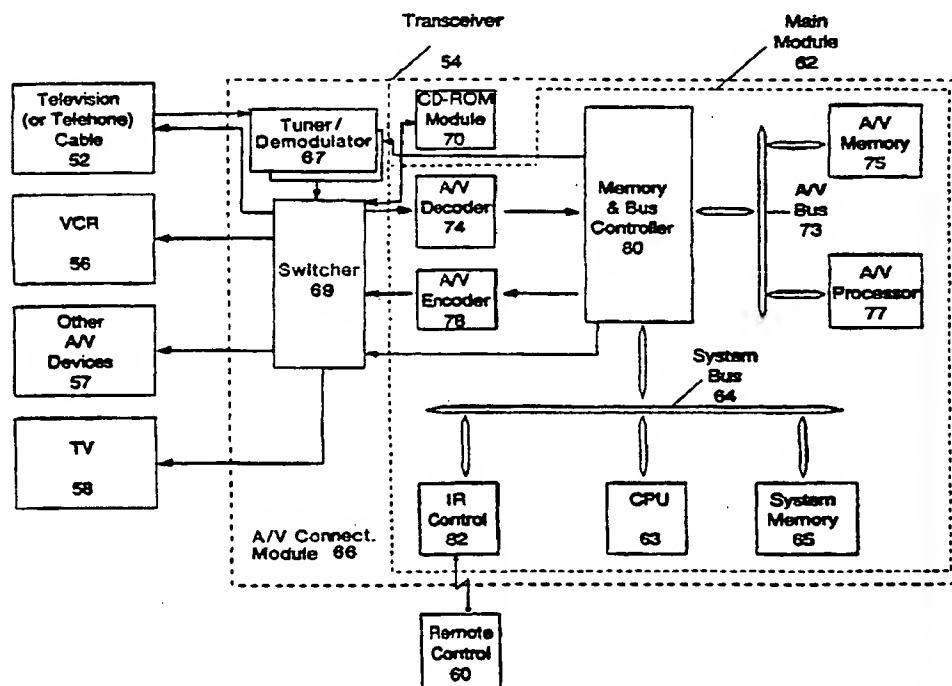 Transceiver
54
Main
Module
62
Television
(or Telehone)
Cable
52
Tuner/
Demodulator
67
CD-ROM
Module
70
A/V
Memory
75
VCR
56
Switcher
69
A/V
Decoder
74
Memory
& Bus
Controller
80
A/V
Bus
73
Other
A/V
Devices
57
A/V
Encoder
78
A/V
Processor
77
System
Bus
64
TV
58
A/V Connect.
Module 66
IR
Control
82
CPU
63
System
Memory
65
Remote
Control
60